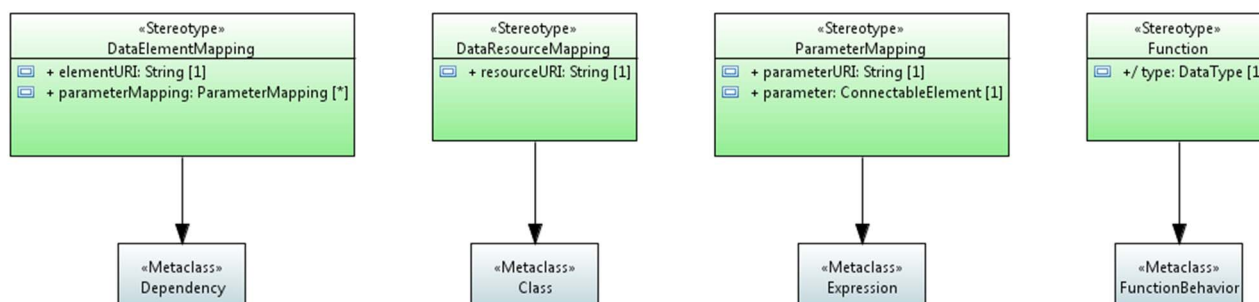 «Stereotype»
DataElementMapping
+ elementURI: String [1]
+ parameterMapping: ParameterMapping [*]
«Stereotype»
DataResourceMapping
+ resourceURI: String [1]
«Stereotype»
ParameterMapping
+ parameterURI: String [1]
+ parameter: ConnectableElement [1]
«Stereotype»
Function
+/ type: DataType [1
«Metaclass»
Dependency
«Metaclass»
Class
«Metaclass»
Expression
«Metaclass»
FunctionBehavior